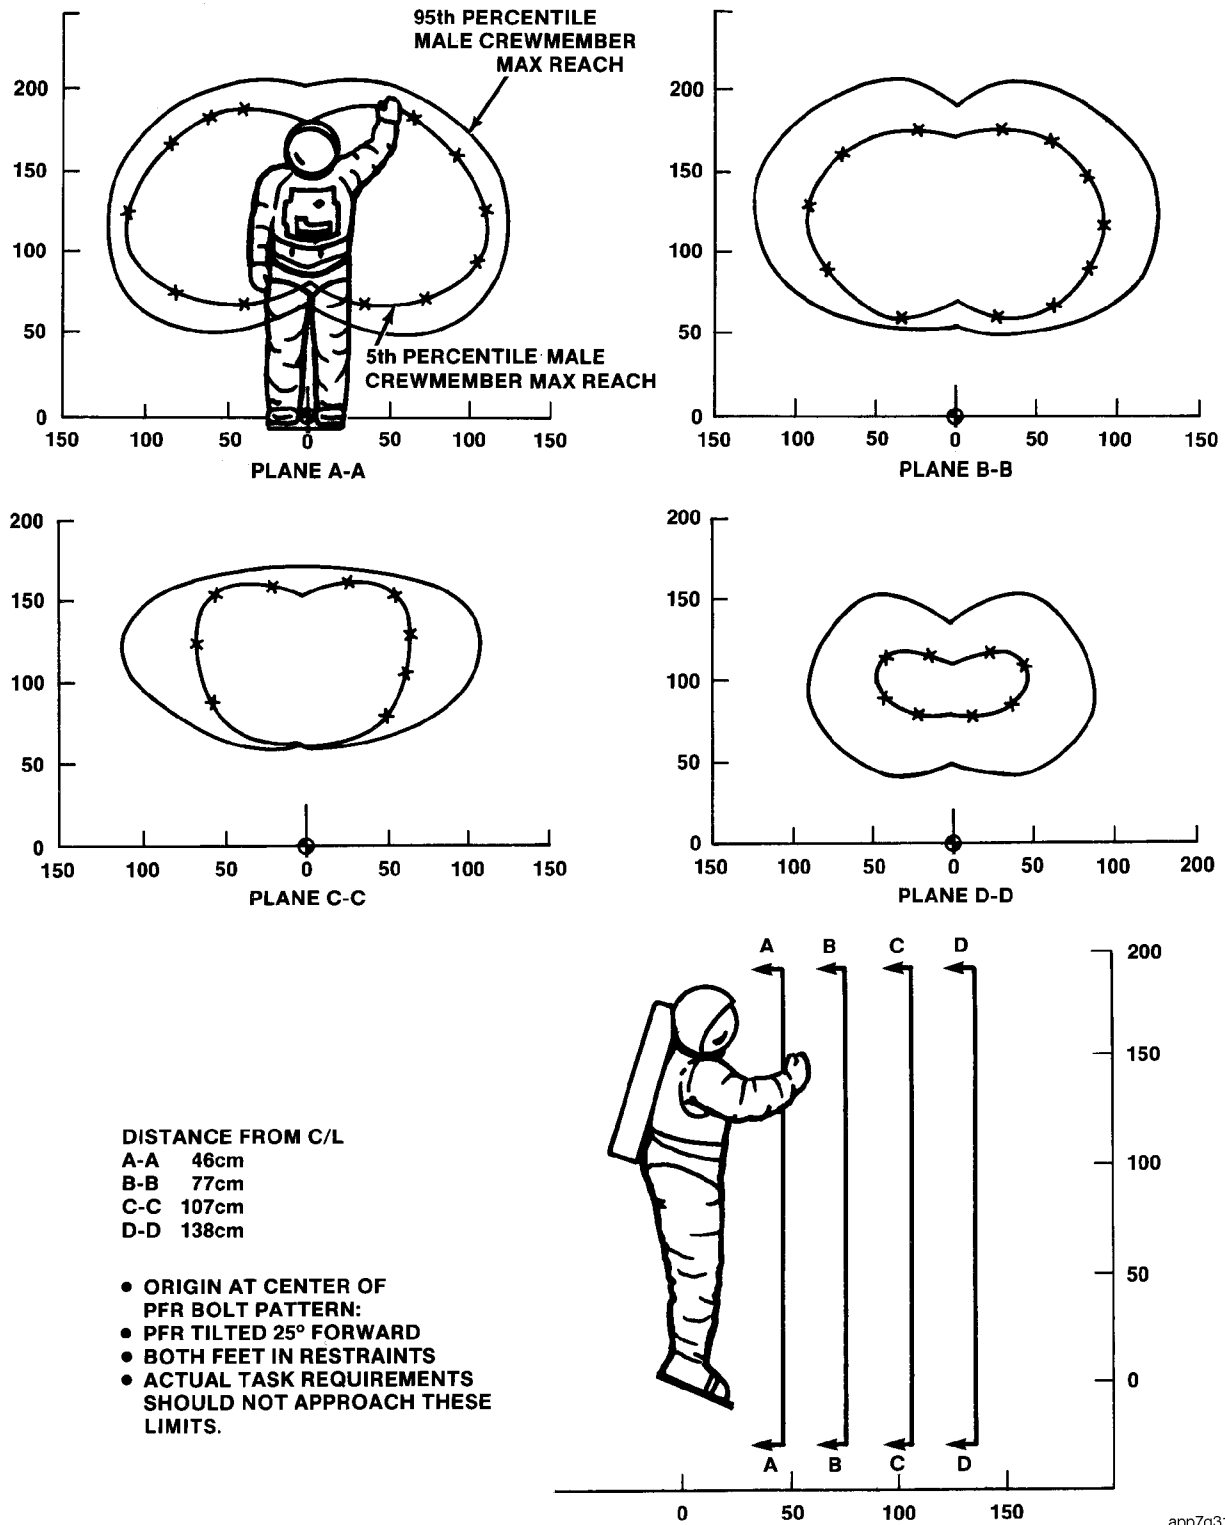 95th PERCENTILE
MALE CREWMEMBER
MAX REACH
200
150
100
50
0
5th PERCENTILE MALE
CREWMEMBER MAX REACH
150 100 50 0 50 100 150
PLANE A-A
200
150
100
50
0
150 100 50 0 50 100 150
PLANE B-B
200
150
100
50
0
150 100 50 0 50 100 150
PLANE C-C
200
150
100
50
0
150 100 50 0 50 100 200
PLANE D-D
A B C D
200
150
100
50
0
A B C D
0 50 100 150
DISTANCE FROM C/L
A-A 46cm
B-B 77cm
C-C 107cm
D-D 138cm
● ORIGIN AT CENTER OF
PFR BOLT PATTERN:
● PFR TILTED 25° FORWARD
● BOTH FEET IN RESTRAINTS
● ACTUAL TASK REQUIREMENTS
SHOULD NOT APPROACH THESE
LIMITS.